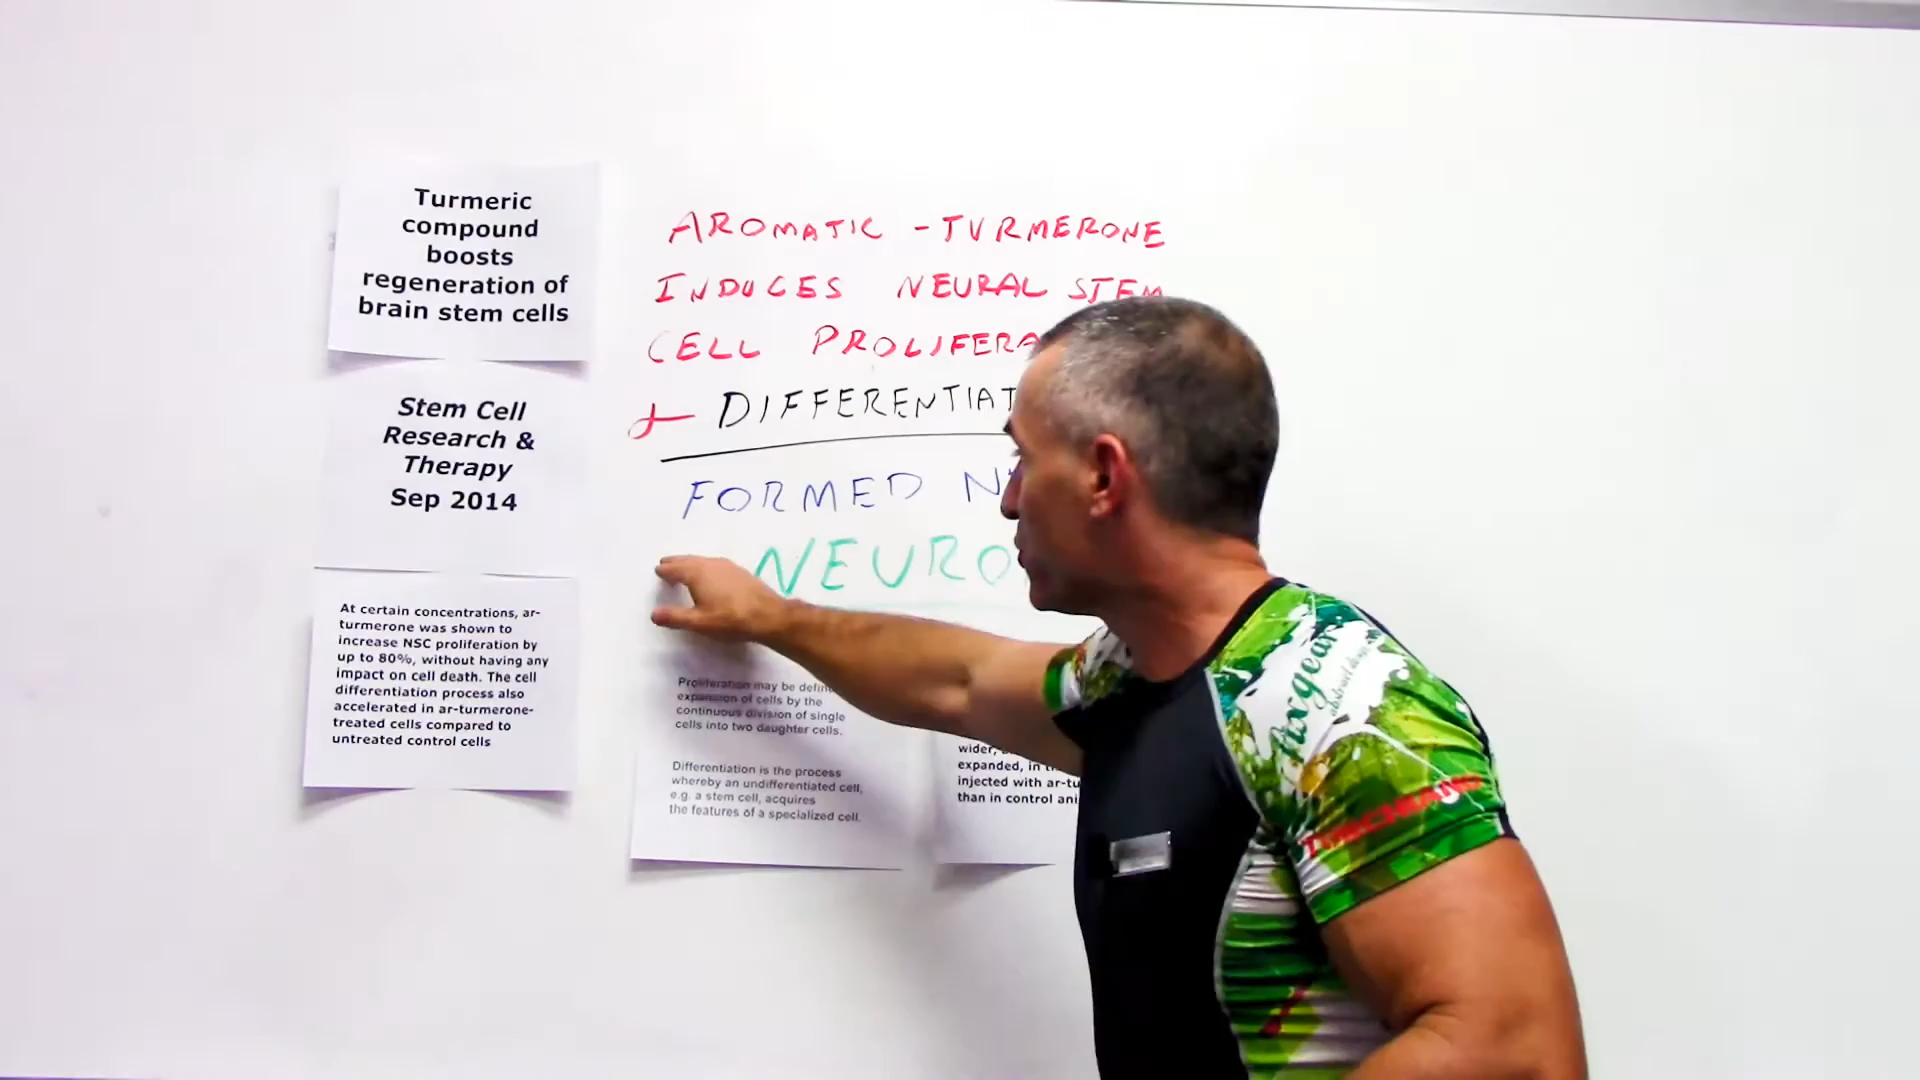 Turmeric
compound
boosts
regeneration of
brain stem cells
Stem Cell
Research &
Therapy
Sep 2014
At certain concentrations, ar-
turmerone was shown to
increase NSC proliferation by
up to 80%, without having any
impact on cell death. The cell
differentiation process also
accelerated in ar-turmerone-
treated cells compared to
untreated control cells
AROMATIC - TURMERONE
INDUCES NEURAL STEM
CELL PROLIFERA
+ DIFFERENTIAT
FORMED N
NEURO
Proliferation may be defin
expansion of cells by the
continuous division of single
cells into two daughter cells.
Differentiation is the process
whereby an undifferentiated cell,
e.g. a stem cell, acquires
the features of a specialized cell.
wider,
expanded, in
injected with ar-tu
than in control ani
fixgear